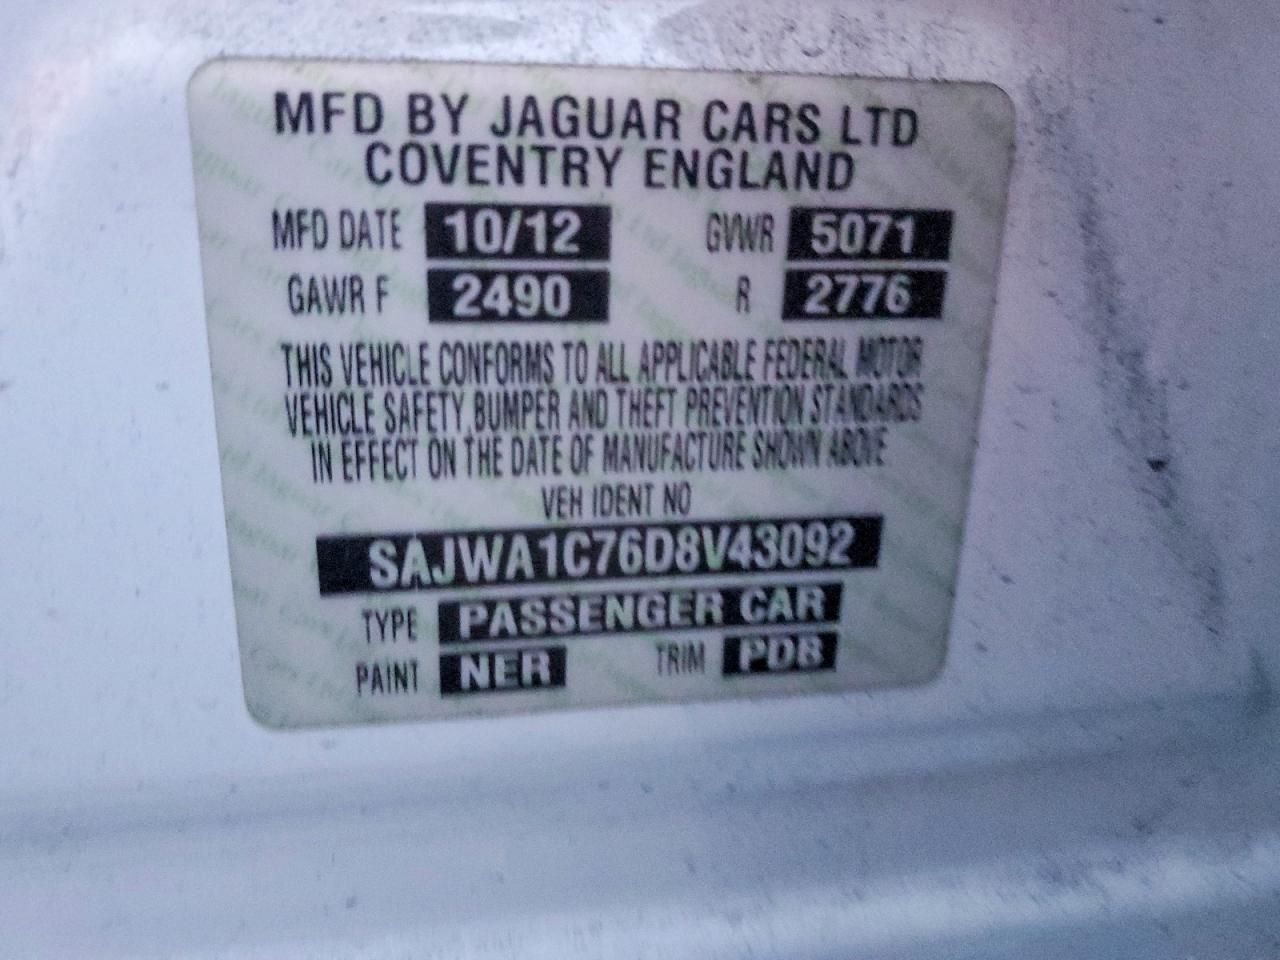 MFD BY JAGUAR CARS LTD
COVENTRY ENGLAND
MFD DATE 10/12 GVWR 5071
GAWR F 2490 R 2776
THIS VEHICLE CONFORMS TO ALL APPLICABLE FEDERAL MOTOR
VEHICLE SAFETY, BUMPER AND THEFT PREVENTION STANDARDS
IN EFFECT ON THE DATE OF MANUFACTURE SHOWN ABOVE
VEH IDENT NO
SAJWA1C76D8V43092
TYPE PASSENGER CAR
PAINT NER TRIM PDB